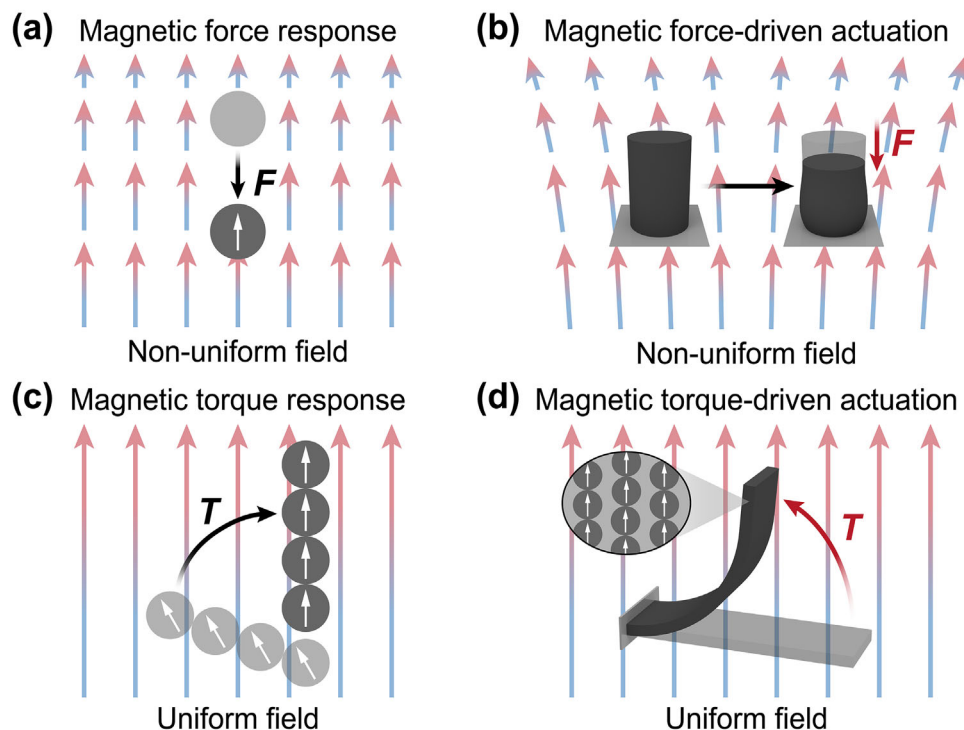 (a) Magnetic force response
F
Non-uniform field
(b) Magnetic force-driven actuation
F
Non-uniform field
(c) Magnetic torque response
T
Uniform field
(d) Magnetic torque-driven actuation
T
Uniform field